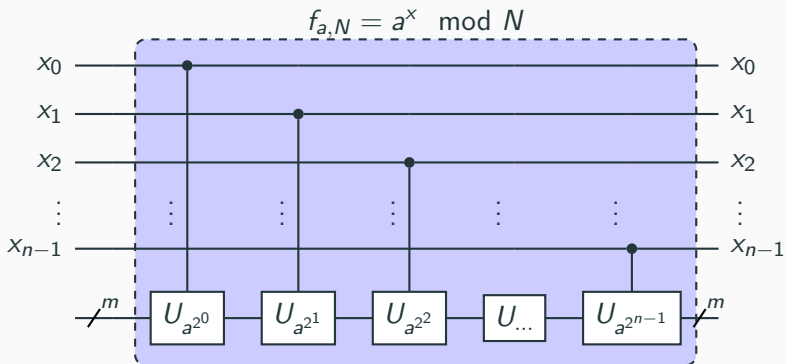 f_{a,N} = a^x mod N
x_0 x_0
x_1 x_1
x_2 x_2
⋮ ⋮ ⋮ ⋮ ⋮ ⋮ ⋮
x_{n−1} x_{n−1}
m U_{a^{2^0}} U_{a^{2^1}} U_{a^{2^2}} U_{...} U_{a^{2^{n−1}}} m